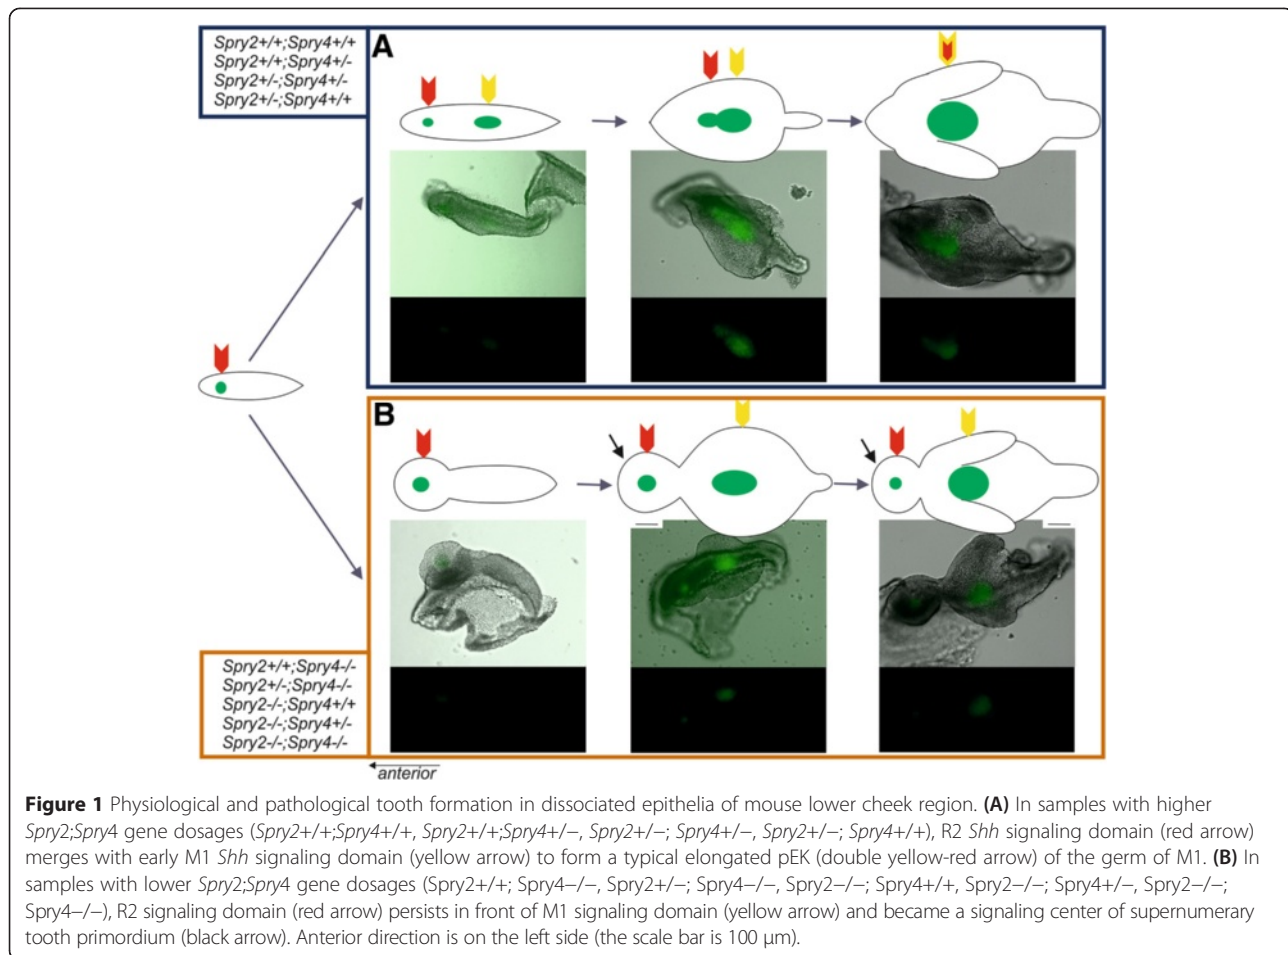 Spry2+/+;Spry4+/+
Spry2+/+;Spry4+/-
Spry2+/-;Spry4+/-
Spry2+/-;Spry4+/+
A
B
Spry2+/+;Spry4-/-
Spry2+/-;Spry4-/-
Spry2-/-;Spry4+/+
Spry2-/-;Spry4+/-
Spry2-/-;Spry4-/-
anterior
Figure 1 Physiological and pathological tooth formation in dissociated epithelia of mouse lower cheek region. (A) In samples with higher
Spry2;Spry4 gene dosages (Spry2+/+;Spry4+/+, Spry2+/+;Spry4+/−, Spry2+/−; Spry4+/−, Spry2+/−; Spry4+/+), R2 Shh signaling domain (red arrow)
merges with early M1 Shh signaling domain (yellow arrow) to form a typical elongated pEK (double yellow-red arrow) of the germ of M1. (B) In
samples with lower Spry2;Spry4 gene dosages (Spry2+/+; Spry4−/−, Spry2+/−; Spry4−/−, Spry2−/−; Spry4+/+, Spry2−/−; Spry4+/−, Spry2−/−;
Spry4−/−), R2 signaling domain (red arrow) persists in front of M1 signaling domain (yellow arrow) and became a signaling center of supernumerary
tooth primordium (black arrow). Anterior direction is on the left side (the scale bar is 100 μm).